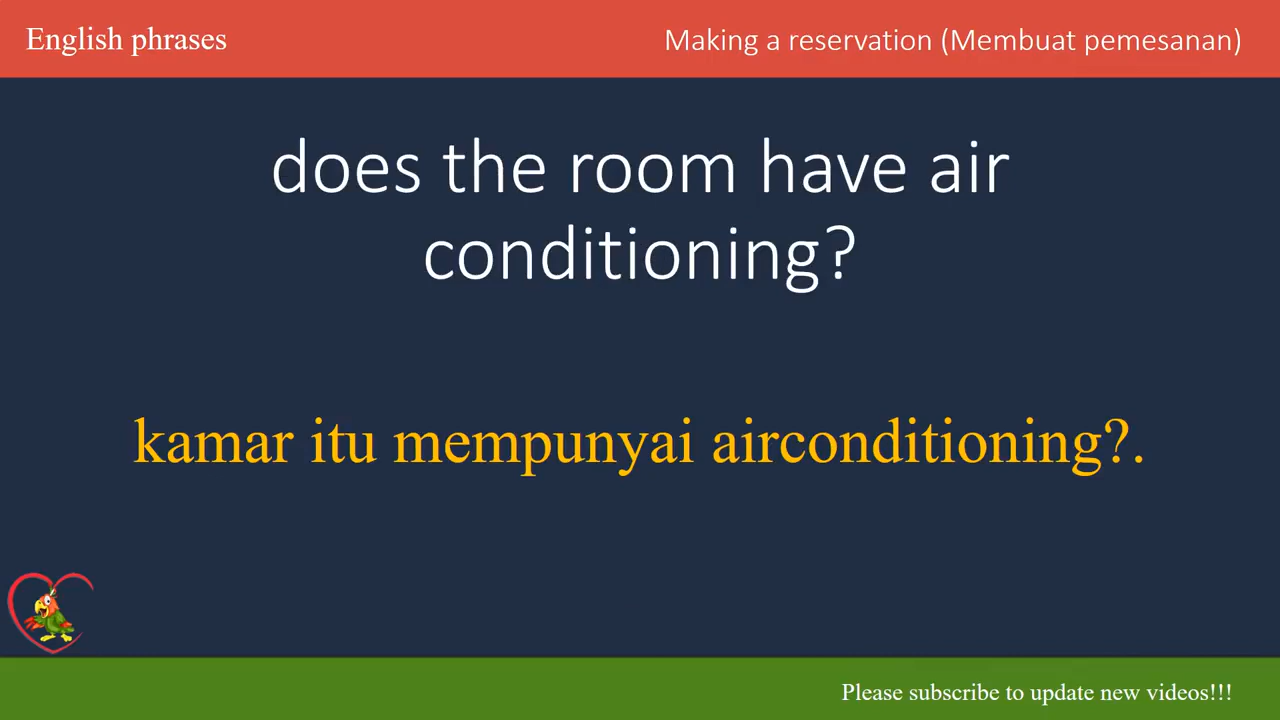 English phrases
Making a reservation (Membuat pemesanan)
does the room have air
conditioning?
kamar itu mempunyai airconditioning?.
Please subscribe to update new videos!!!